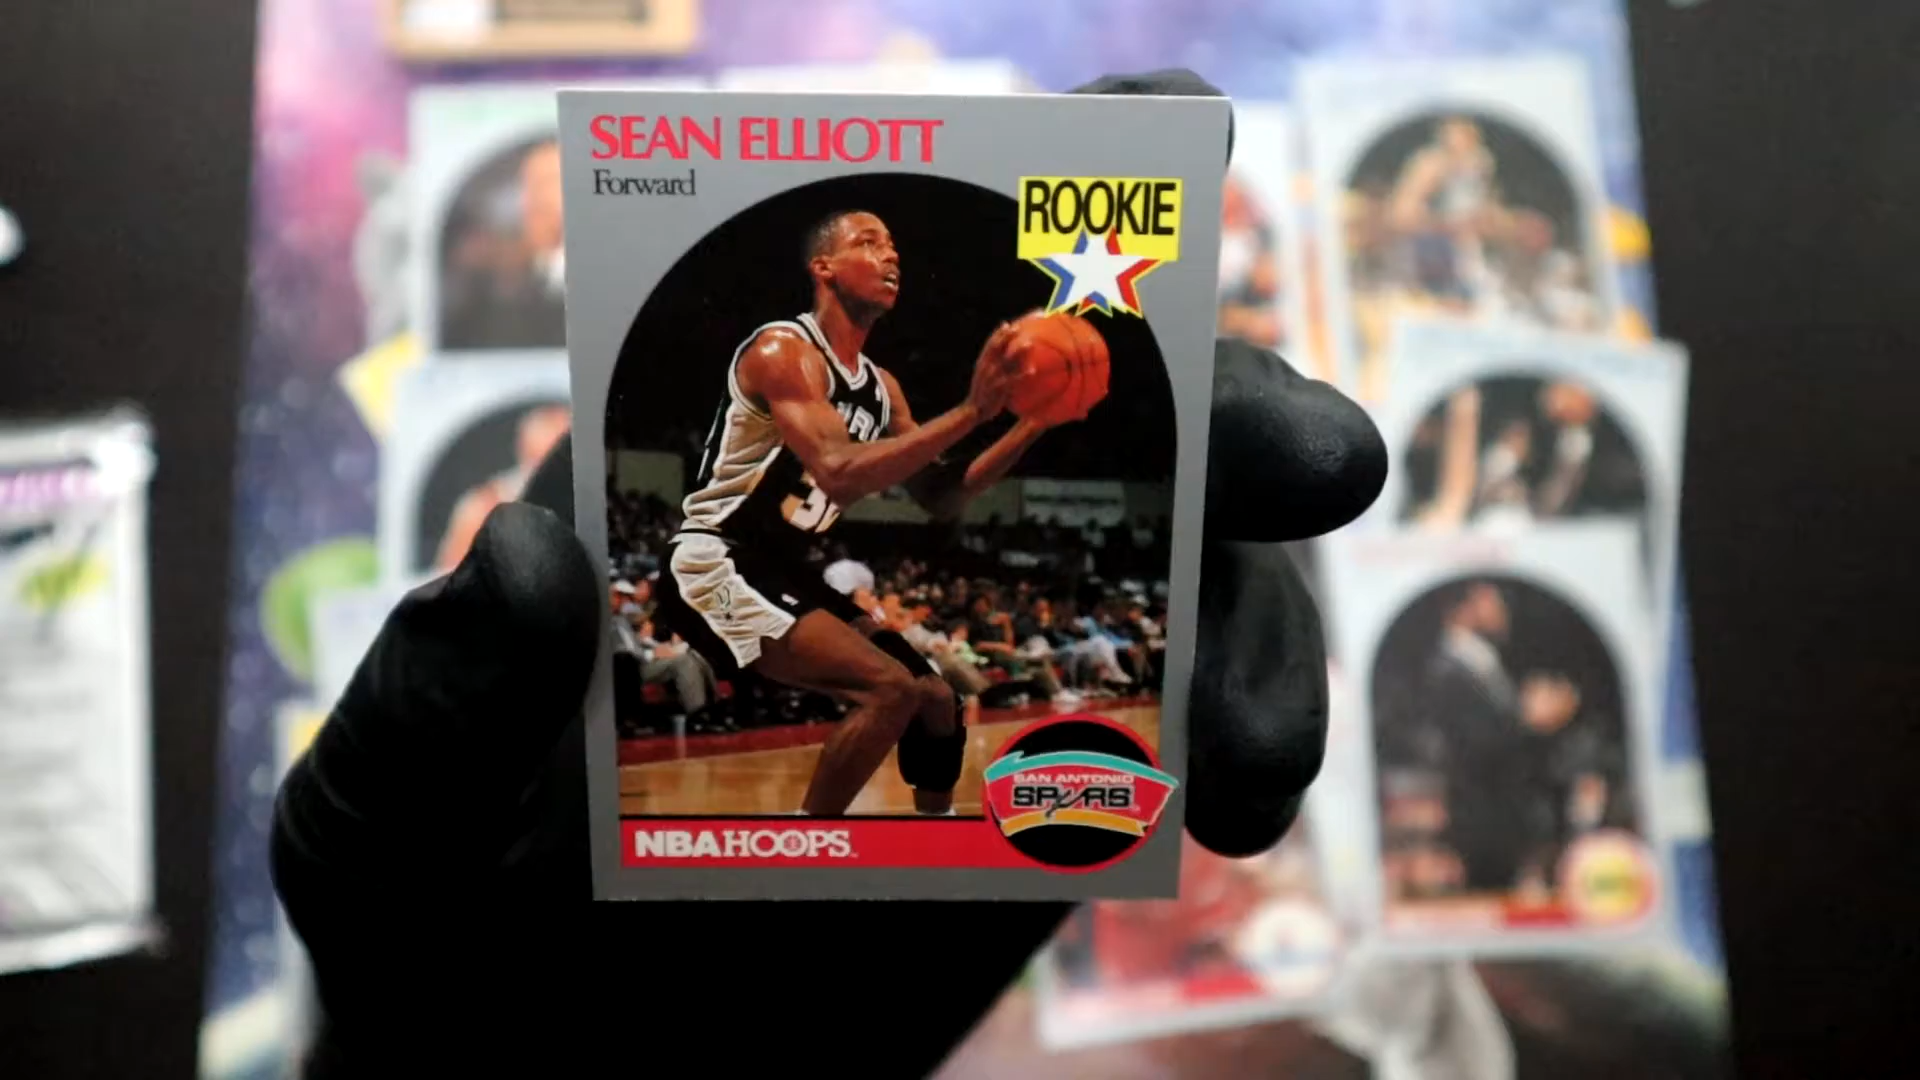 SEAN ELLIOTT
Forward
ROOKIE
SAN ANTONIO
SPURS
NBA HOOPS